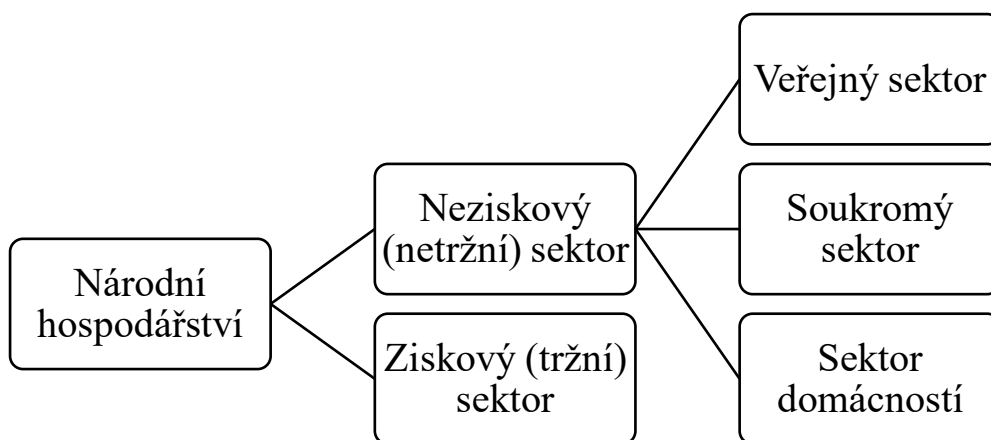 Národní
hospodářství
Neziskový
(netržní) sektor
Ziskový (tržní)
sektor
Veřejný sektor
Soukromý
sektor
Sektor
domácností